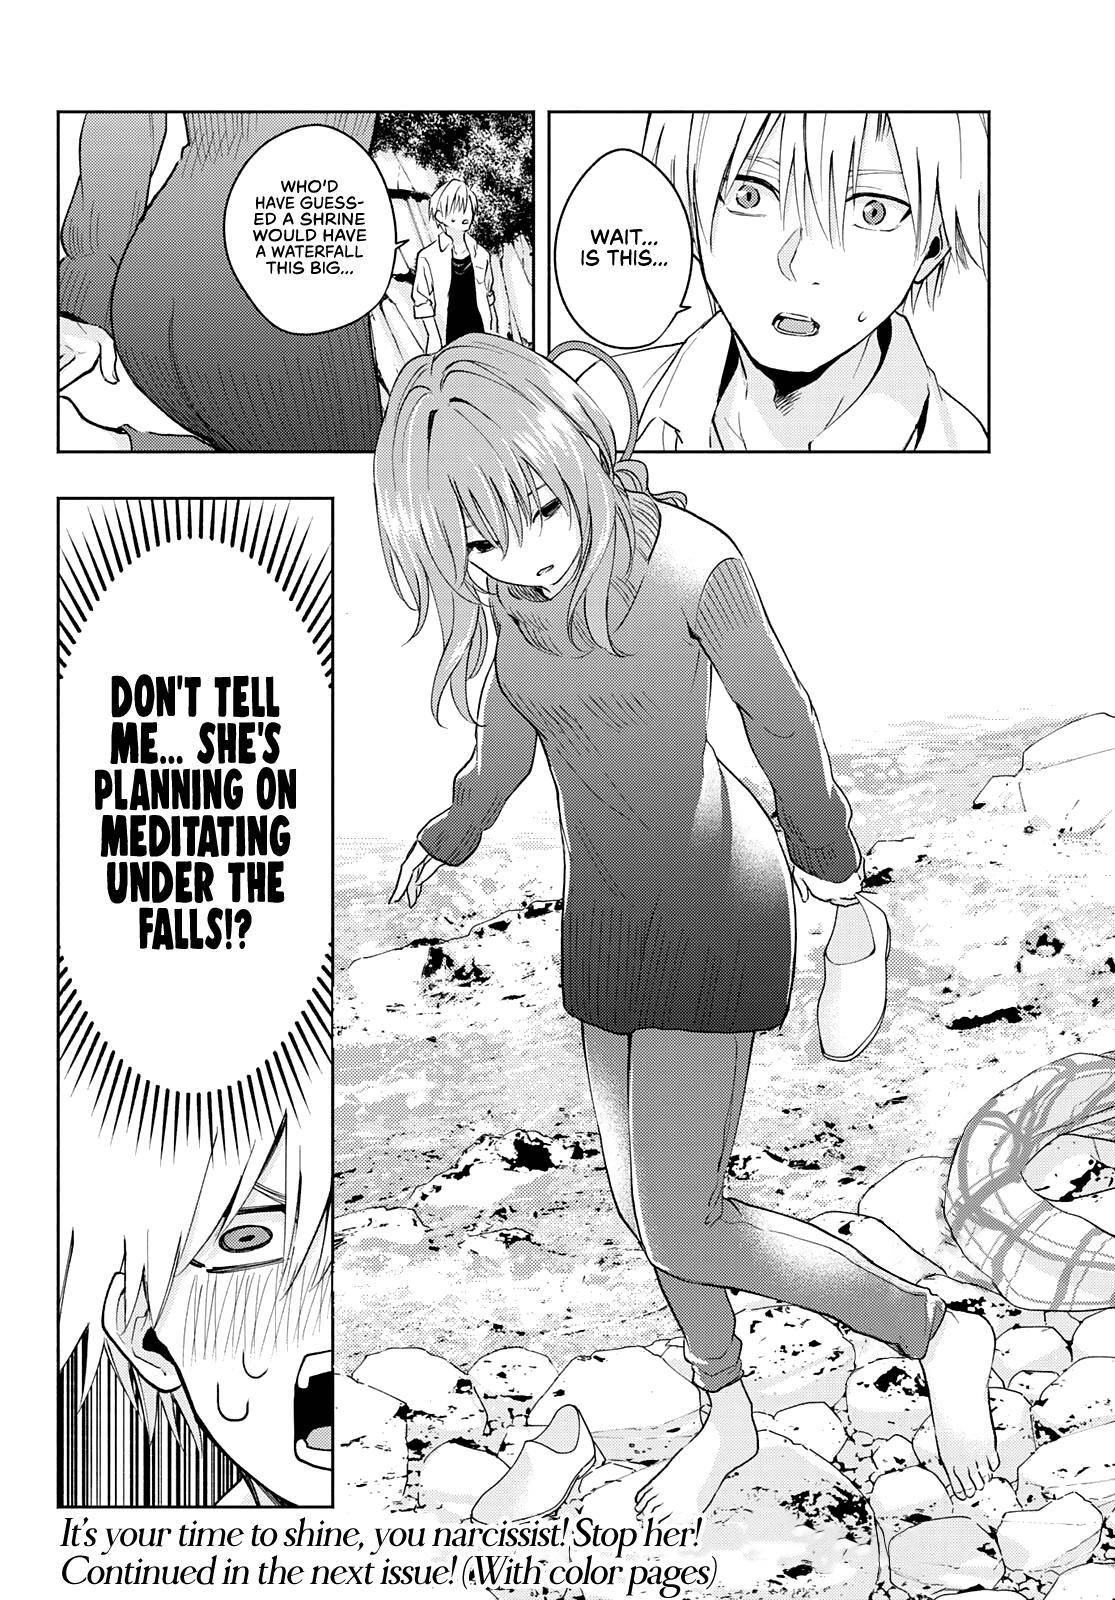 WAIT...
IS THIS...
WHO'D
HAVE GUESS-
ED A SHRINE
WOULD HAVE
A WATERFALL
THIS BIG...
DON'T TELL
ME... SHE'S
PLANNING ON
MEDITATING
UNDER THE
FALLS!?
It's your time to shine, you narcissist! Stop her!
Continued in the next issue! (With color pages)